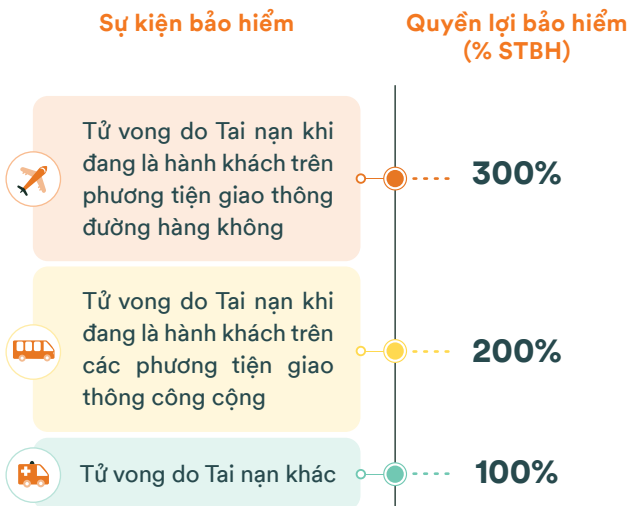 Sự kiện bảo hiểm
Quyền lợi bảo hiểm
(% STBH)
Tử vong do Tai nạn khi
đang là hành khách trên
phương tiện giao thông
đường hàng không
300%
Tử vong do Tai nạn khi
đang là hành khách trên
các phương tiện giao
thông công cộng
200%
Tử vong do Tai nạn khác
100%